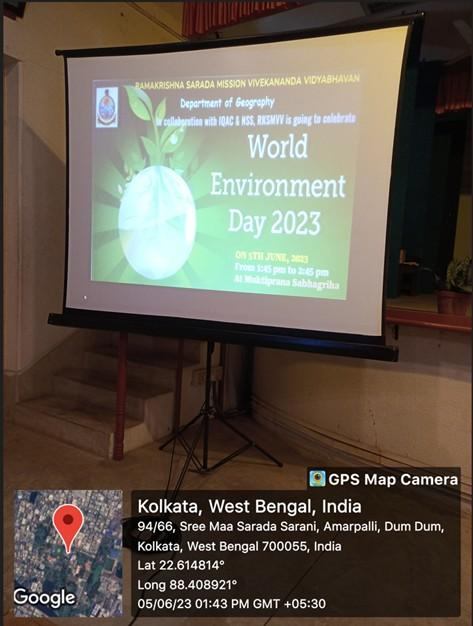 RAMAKRISHNA SARADA MISSION VIVEKANANDA VIDYABHAVAN
Department of Geography
In collaboration with IQAC & NSS, RKSMVV is going to celebrate
World
Environment
Day 2023
ON 5TH JUNE, 2023
From 1:45 pm to 2:45 pm
At Muktiprana Sabhagriha
GPS Map Camera
Kolkata, West Bengal, India
94/66, Sree Maa Sarada Sarani, Amarpalli, Dum Dum,
Kolkata, West Bengal 700055, India
Lat 22.614814°
Long 88.408921°
05/06/23 01:43 PM GMT +05:30
Google